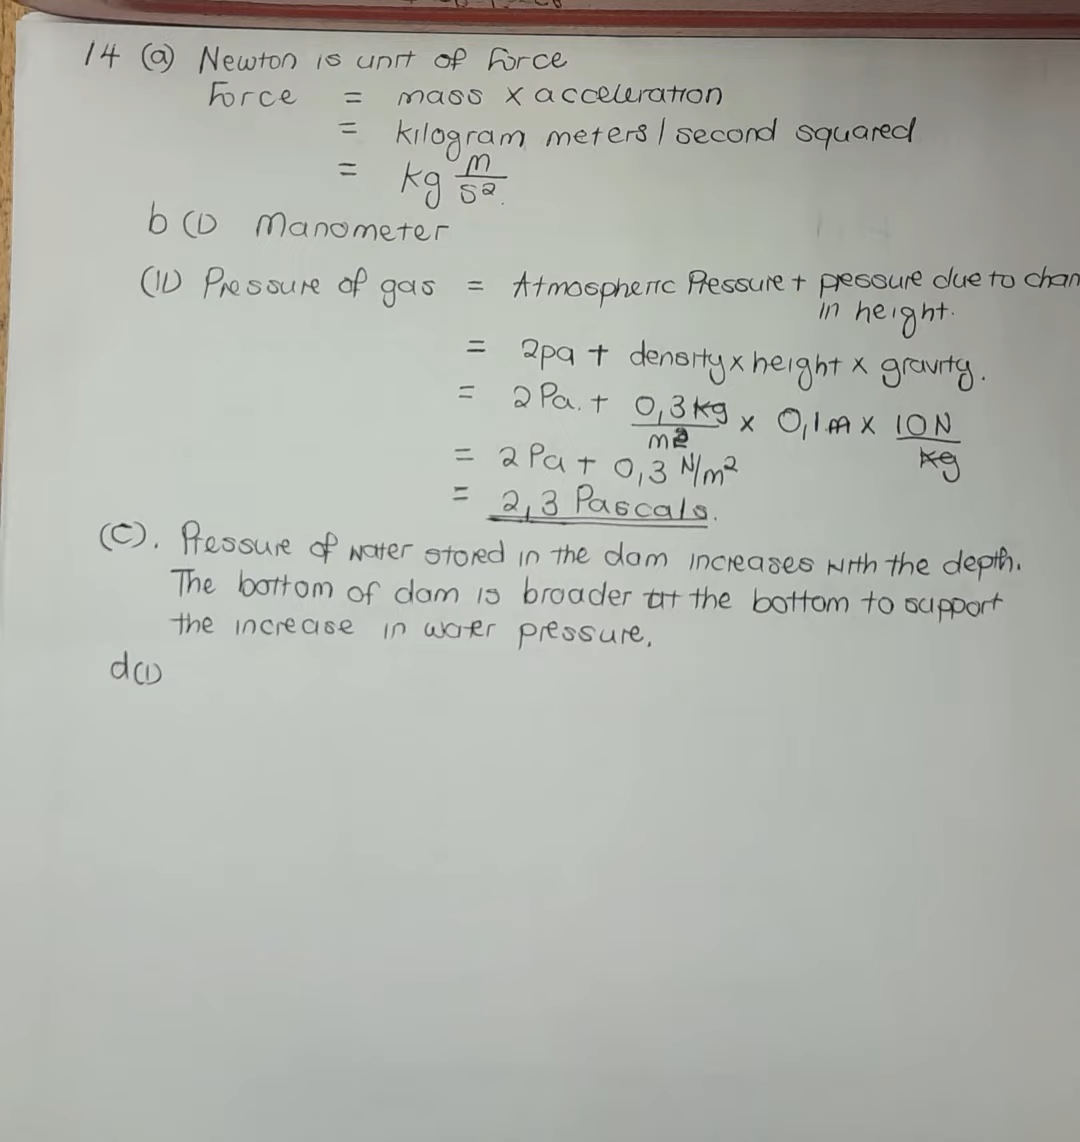 14 (a) Newton is unit of Force
Force = mass x acceleration
= kilogram meters / second squared
= kg m/s²
b (I) Manometer
(II) Pressure of gas = Atmospheric Pressure + pressure due to chan
in height.
= 2pa + density x height x gravity.
= 2 Pa. + 0,3 kg/m² x 0,1 m x 10 N/kg
= 2 Pa + 0,3 N/m²
= 2,3 Pascals.
(C). Pressure of water stored in the dam increases with the depth.
The bottom of dam is broader at the bottom to support
the increase in water pressure.
d (I)